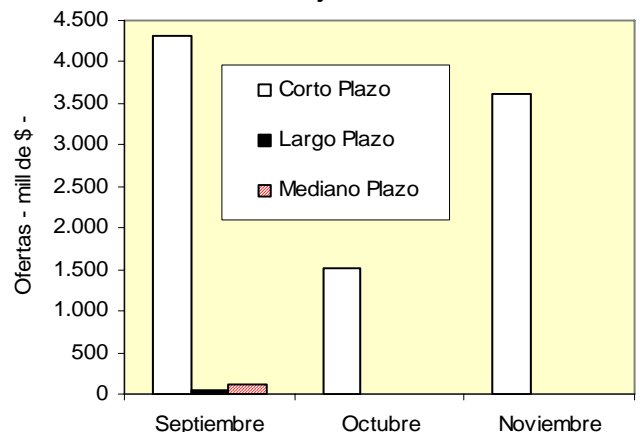 4.500
4.000
3.500
3.000
2.500
2.000
1.500
1.000
500
0
Ofertas - mill de $ -
Corto Plazo
Largo Plazo
Mediano Plazo
Septiembre Octubre Noviembre